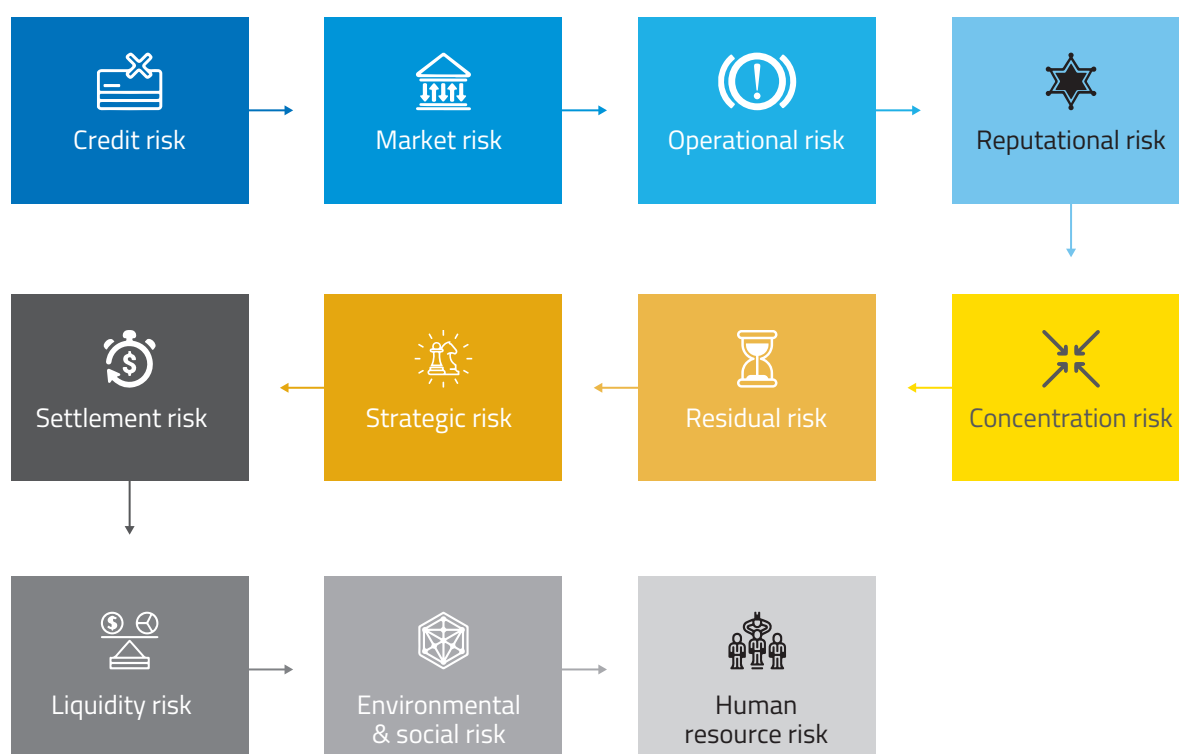 Credit risk
Market risk
Operational risk
Reputational risk
Concentration risk
Residual risk
Strategic risk
Settlement risk
Liquidity risk
Environmental
& social risk
Human
resource risk